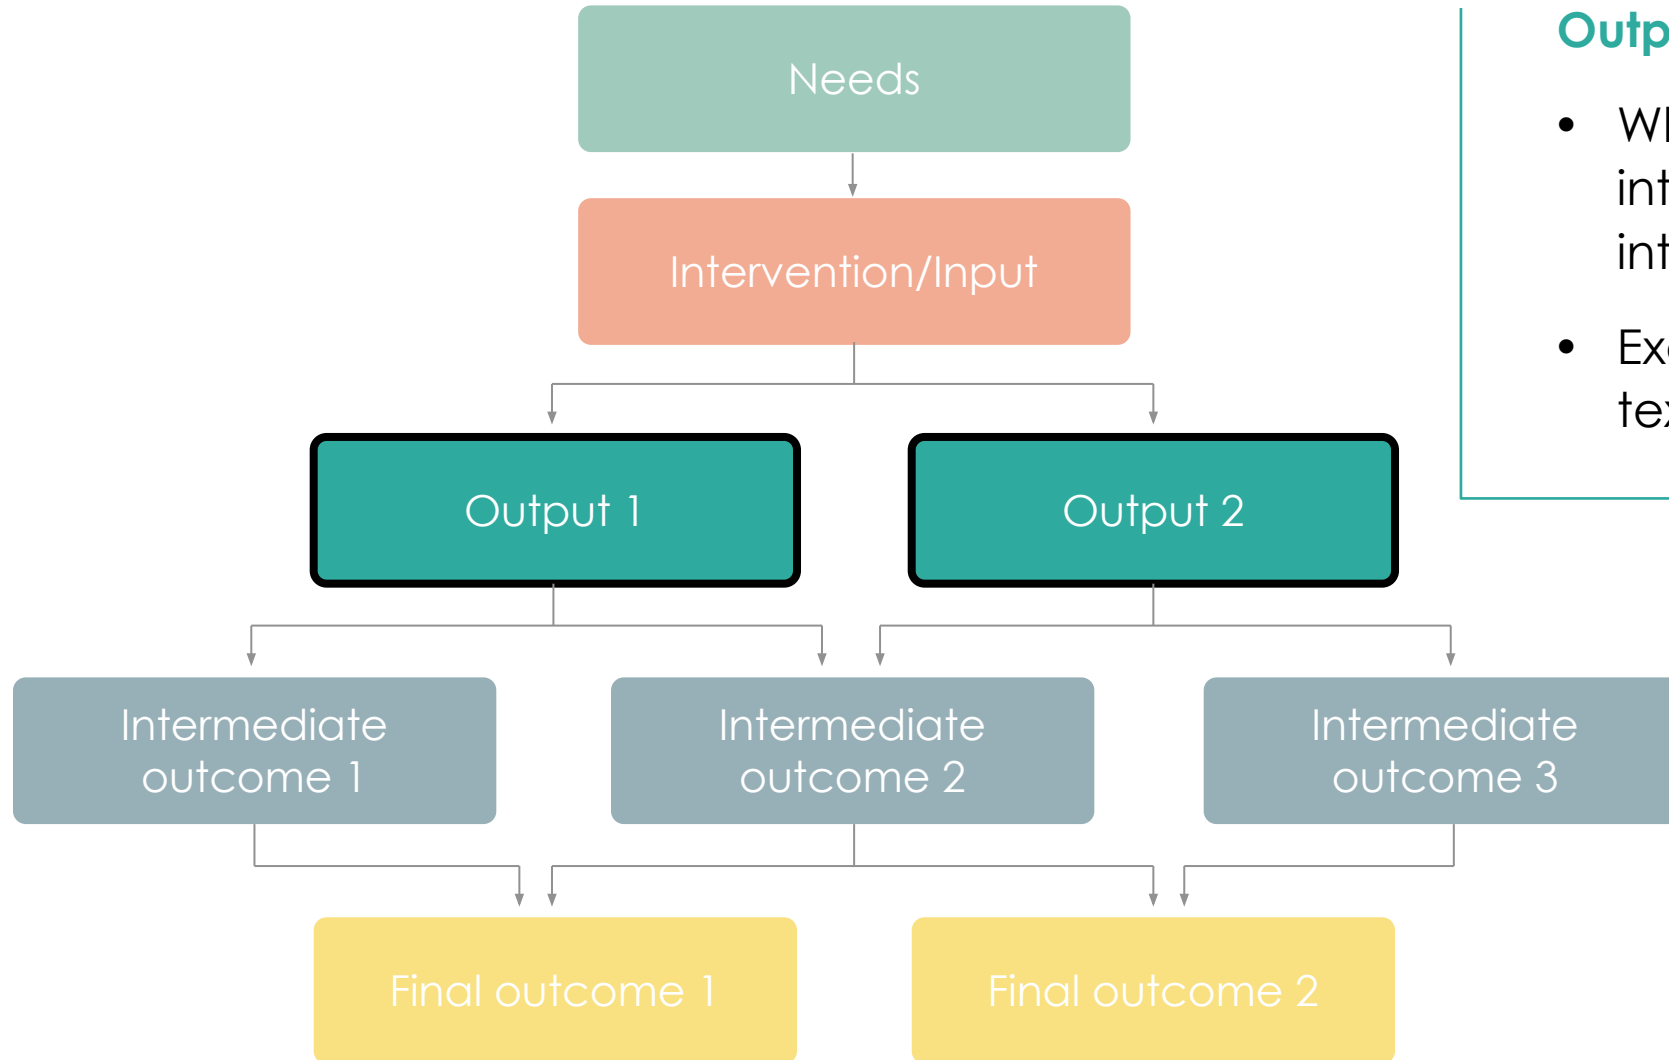 Needs
Intervention/Input
Output 1
Output 2
Intermediate
outcome 1
Intermediate
outcome 2
Intermediate
outcome 3
Final outcome 1
Final outcome 2